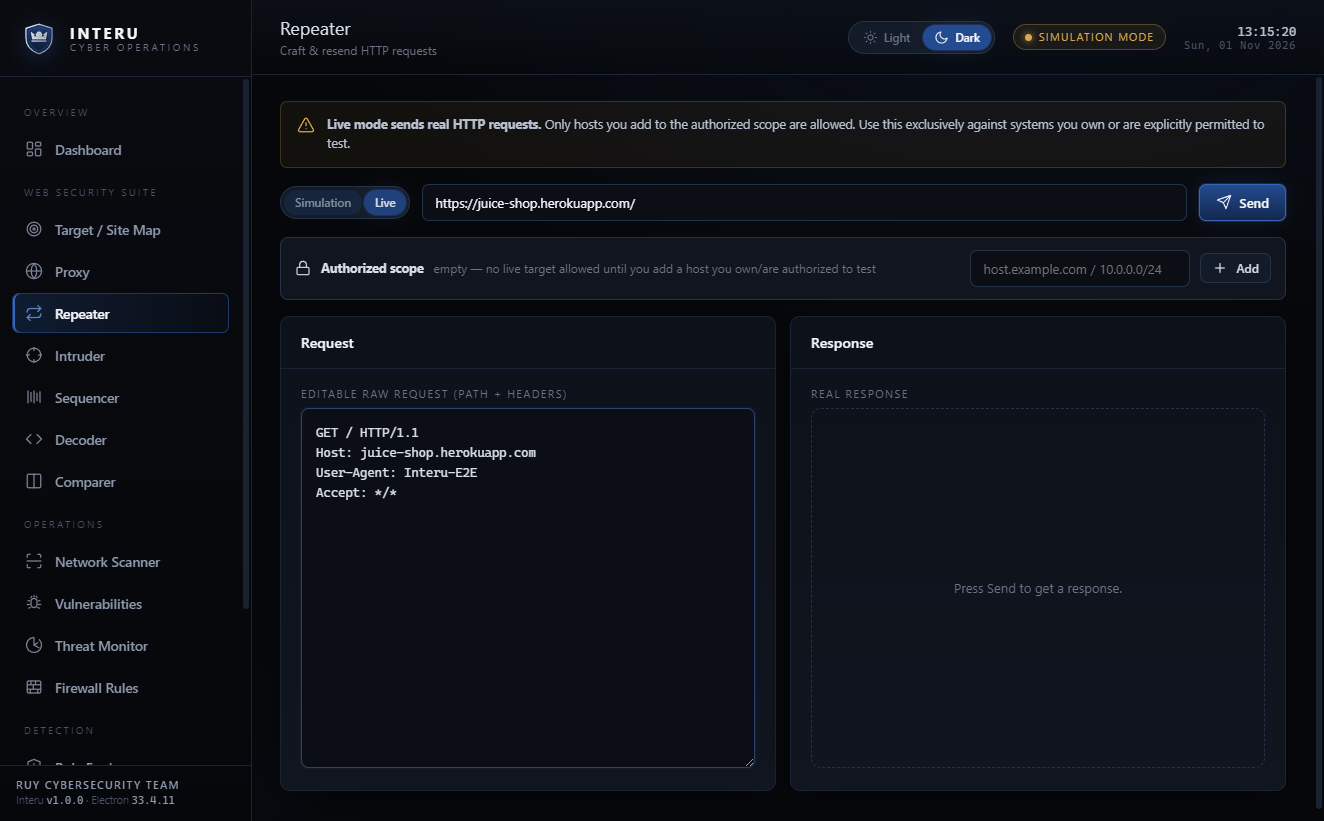 INTERU
CYBER OPERATIONS
OVERVIEW
Dashboard
WEB SECURITY SUITE
Target / Site Map
Proxy
Repeater
Intruder
Sequencer
Decoder
Comparer
OPERATIONS
Network Scanner
Vulnerabilities
Threat Monitor
Firewall Rules
DETECTION
RUY CYBERSECURITY TEAM
Interu v1.0.0 · Electron 33.4.11
Repeater
Craft & resend HTTP requests
Light
Dark
SIMULATION MODE
13:15:20
Sun, 01 Nov 2026
Live mode sends real HTTP requests. Only hosts you add to the authorized scope are allowed. Use this exclusively against systems you own or are explicitly permitted to
test.
Simulation
Live
https://juice-shop.herokuapp.com/
Send
Authorized scope empty — no live target allowed until you add a host you own/are authorized to test
host.example.com / 10.0.0.0/24
+ Add
Request
EDITABLE RAW REQUEST (PATH + HEADERS)
GET / HTTP/1.1
Host: juice-shop.herokuapp.com
User-Agent: Interu-E2E
Accept: */*
Response
REAL RESPONSE
Press Send to get a response.